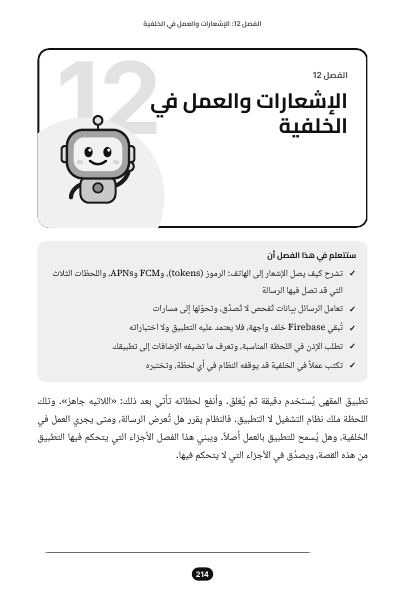 الفصل 12: الإشعارات والعمل في الخلفية
12
الفصل 12
الإشعارات والعمل في
الخلفية
ستتعلم في هذا الفصل أن
✓ تشرح كيف يصل الإشعار إلى الهاتف: الرموز (tokens)، وFCM وAPNs، واللحظات الثلاث
التي قد تصل فيها الرسالة
✓ تعامل الرسائل بيانات تُفحص لا تُصدَّق، وتحوّلها إلى مسارات
✓ تُبقي Firebase خلف واجهة، فلا يعتمد عليه التطبيق ولا اختباراته
✓ تطلب الإذن في اللحظة المناسبة، وتعرف ما تضيفه الإضافات إلى تطبيقك
✓ تكتب عملاً في الخلفية قد يوقفه النظام في أي لحظة، وتختبره
تطبيق المقهى يُستخدم دقيقة ثم يُغلق. وأنفع لحظاته تأتي بعد ذلك: «اللاتيه جاهز». وتلك
اللحظة ملك نظام التشغيل لا التطبيق. فالنظام يقرر هل تُعرض الرسالة، ومتى يجري العمل في
الخلفية، وهل يُسمح للتطبيق بالعمل أصلاً. ويبني هذا الفصل الأجزاء التي يتحكم فيها التطبيق
من هذه القصة، ويصدُق في الأجزاء التي لا يتحكم فيها.
214